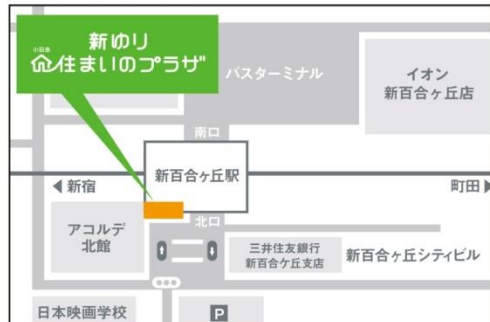 小田急
新ゆり
住まいのプラザ
バスターミナル
イオン
新百合ヶ丘店
南口
新百合ヶ丘駅
新宿
町田
北口
アコルデ
北館
三井住友銀行
新百合ケ丘支店
新百合ヶ丘シティビル
日本映画学校
P